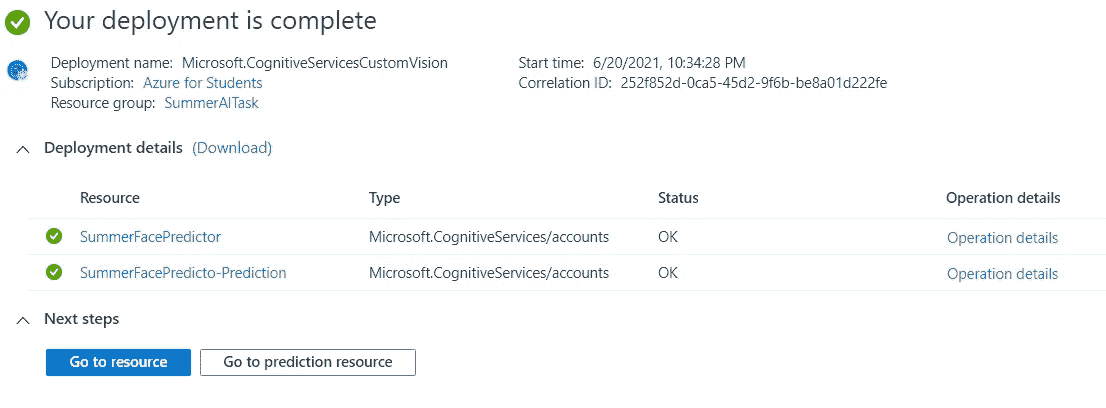 Your deployment is complete
Deployment name: Microsoft.CognitiveServicesCustomVision Start time: 6/20/2021, 10:34:28 PM
Subscription: Azure for Students Correlation ID: 252f852d-0ca5-45d2-9f6b-be8a01d222fe
Resource group: SummerAITask
Deployment details (Download)
Resource Type Status Operation details
SummerFacePredictor Microsoft.CognitiveServices/accounts OK Operation details
SummerFacePredicto-Prediction Microsoft.CognitiveServices/accounts OK Operation details
Next steps
Go to resource Go to prediction resource